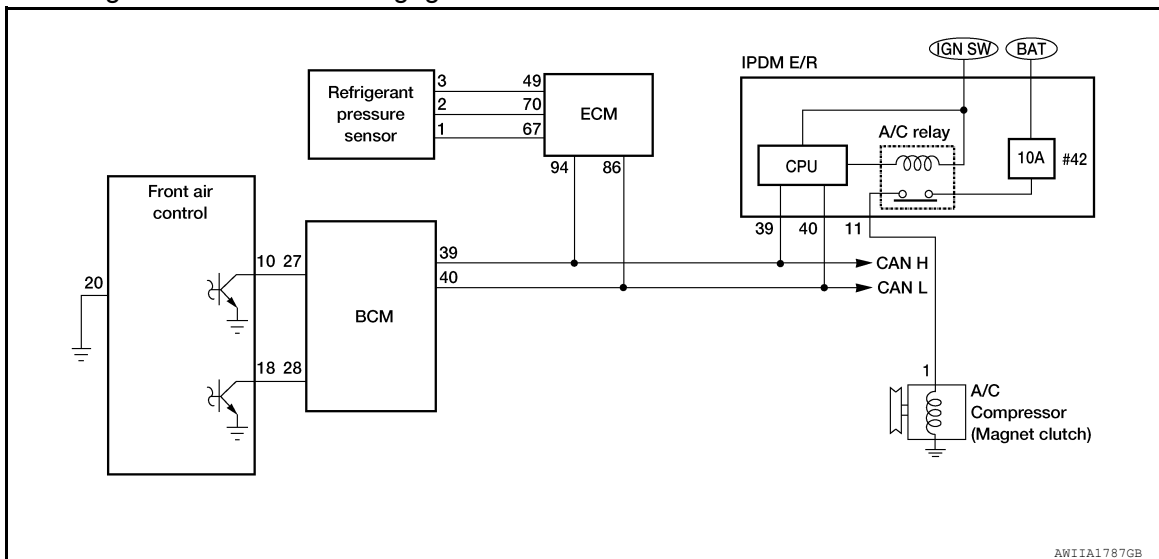 IGN SW BAT
IPDM E/R
Refrigerant
pressure
sensor
3 49
2 70
1 67
ECM
94 86
A/C relay
CPU
10A #42
39 40 11
Front air
control
20
10 27
18 28
BCM
39
40
CAN H
CAN L
1
A/C
Compressor
(Magnet clutch)
AWIIA1787GB